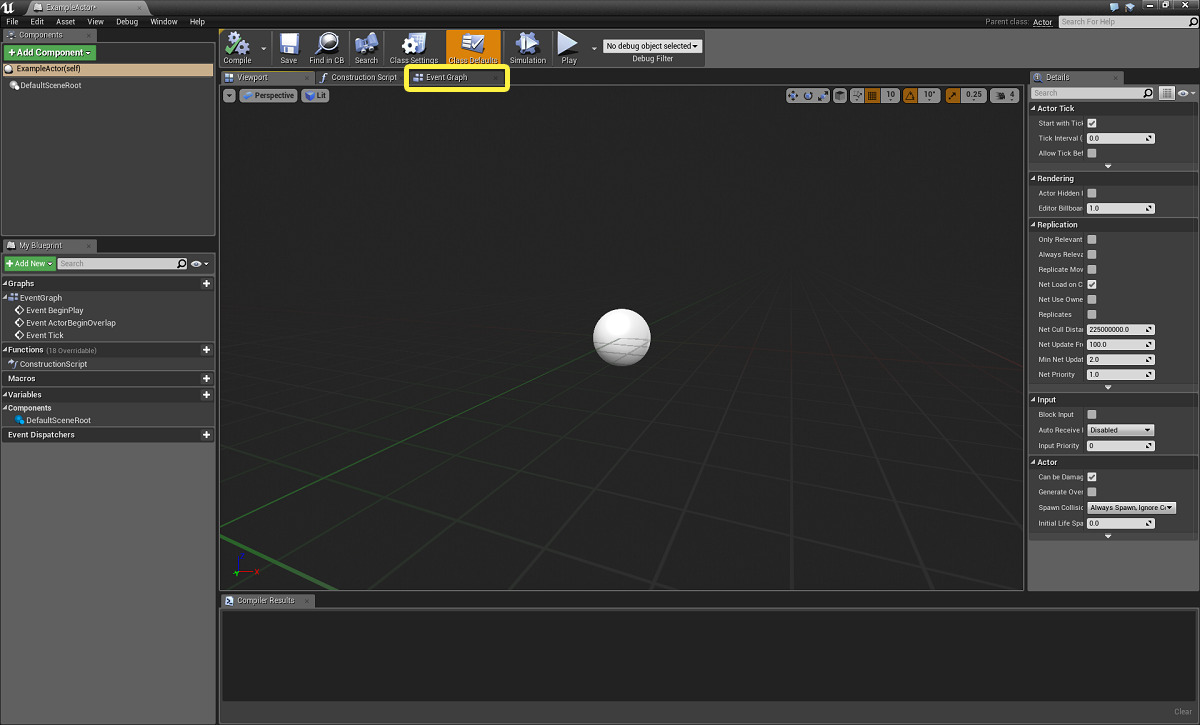 ExampleActor*
File Edit Asset View Debug Window Help
Parent class: Actor Search For Help
Components
+Add Component
ExampleActor(self)
DefaultSceneRoot
Compile Save Find in CB Search Class Settings Class Defaults Simulation Play
No debug object selected
Debug Filter
Viewport Construction Script Event Graph
Perspective Lit 10 10° 0.25 4
Details
Search
Actor Tick
Start with Tick
Tick Interval (
0.0
Allow Tick Bef
Rendering
Actor Hidden I
Editor Billboar
1.0
Replication
Only Relevant
Always Releva
Replicate Mov
Net Load on C
Net Use Owne
Replicates
Net Cull Distan
225000000.0
Net Update Fr
100.0
Min Net Updat
2.0
Net Priority
1.0
Input
Block Input
Auto Receive I
Disabled
Input Priority
0
Actor
Can be Damag
Generate Over
Spawn Collisio
Always Spawn, Ignore Co
Initial Life Spa
0.0
My Blueprint
+Add New Search
Graphs
EventGraph
Event BeginPlay
Event ActorBeginOverlap
Event Tick
Functions (18 Overridable)
ConstructionScript
Macros
Variables
Components
DefaultSceneRoot
Event Dispatchers
Z
Y X
Compiler Results
Clear